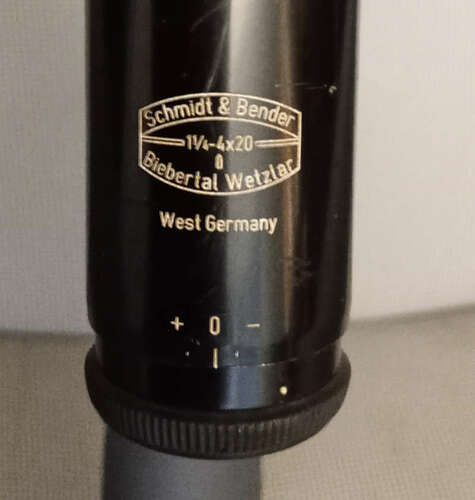 Schmidt & Bender
1¼-4x20
0
Biebertal Wetzlar
West Germany
+ 0 -